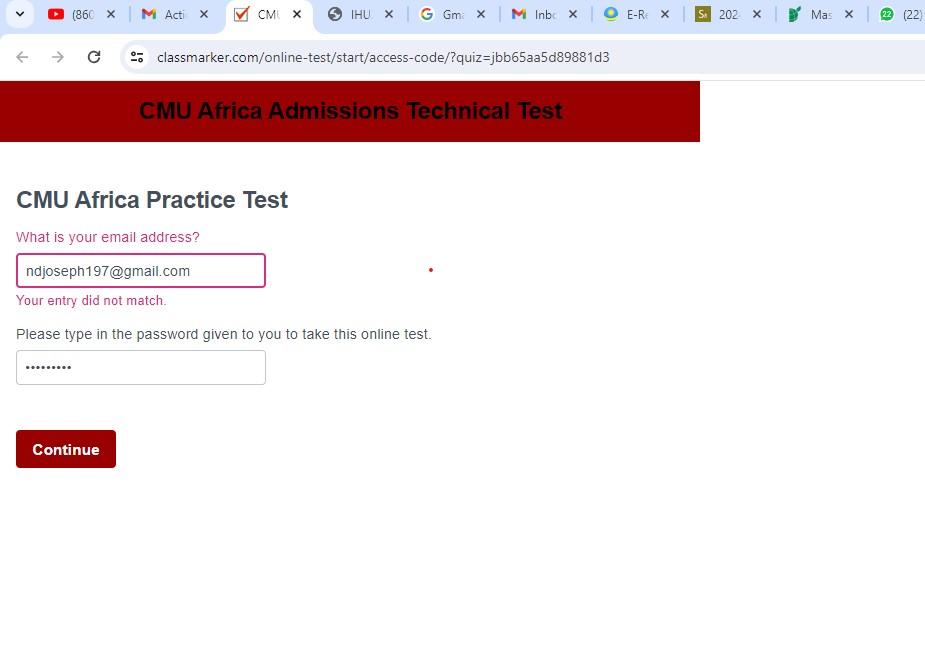 (860
Acti
CMU
IHU
Gma
Inbo
E-Re
202
Mas
22
(22)
classmarker.com/online-test/start/access-code/?quiz=jbb65aa5d89881d3
CMU Africa Admissions Technical Test
CMU Africa Practice Test
What is your email address?
ndjoseph197@gmail.com
Your entry did not match.
Please type in the password given to you to take this online test.
•••••••••
Continue